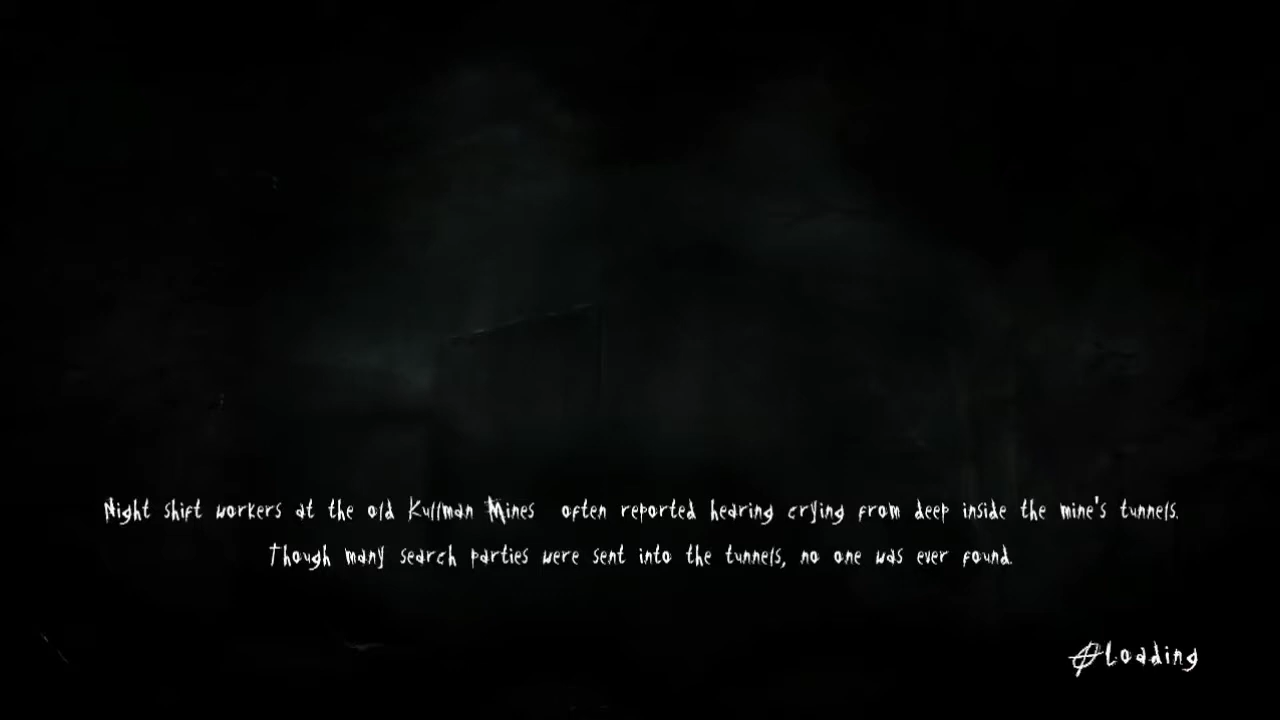 Night shift workers at the old Kullman Mines often reported hearing crying from deep inside the mine's tunnels.
Though many search parties were sent into the tunnels, no one was ever found.
Loading